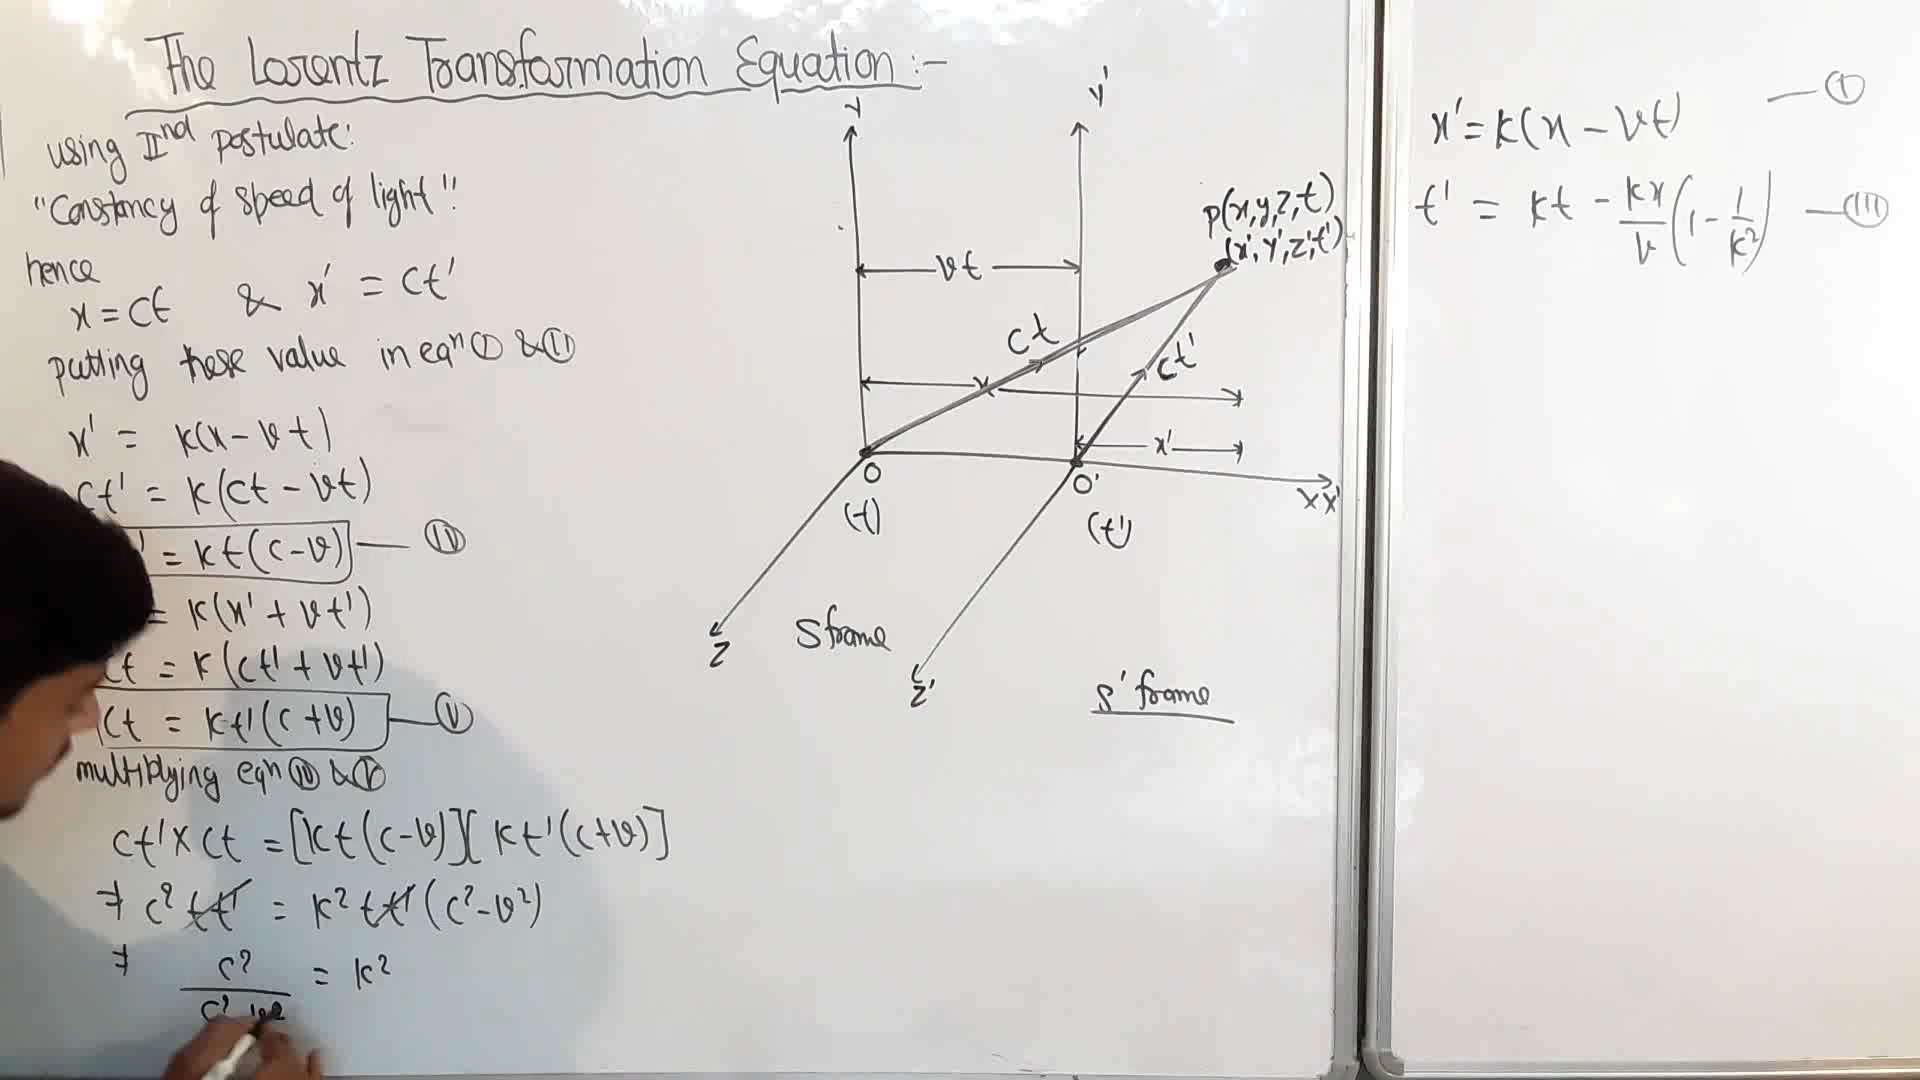 The Lorentz Transformation Equation :-
using IInd postulate:
"Constancy of speed of light".
hence
x = ct & x' = ct'
putting these value in eqn (I) & (II)
x' = k(x - vt)
ct' = k(ct - vt)
' = kt(c-v) — (IV)
= k(x' + vt')
ct = k(ct' + vt')
ct = kt'(c+v) — (V)
multiplying eqn (IV) & (V)
ct' x ct = [kt(c-v)][kt'(c+v)]
⇒ c² tt' = k² tt' (c²-v²)
⇒ c²/c²-v² = k²
Y
Y'
P(x,y,z,t)
(x',y',z',t')
vt
ct
ct'
x
x'
O
O'
X X'
(t)
(t')
Z
S frame
Z'
S' frame
x' = k(x - vt) — (I)
t' = kt - kx/v (1 - 1/k²) — (III)